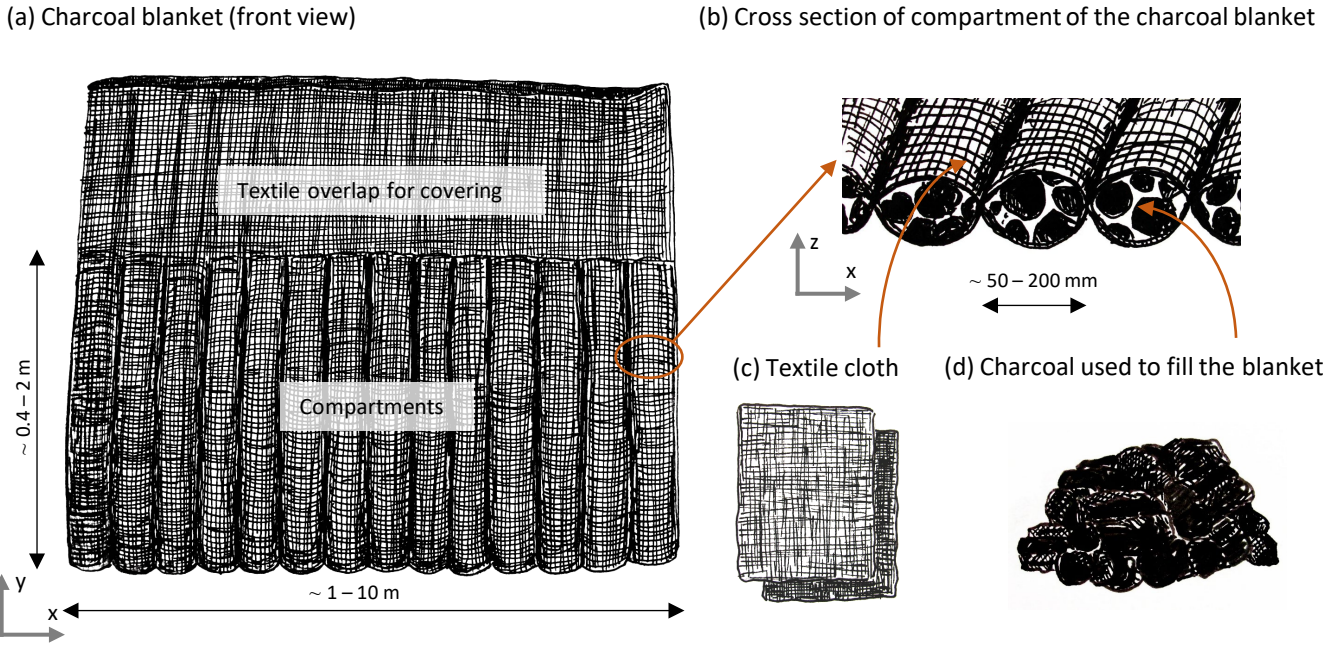 (a) Charcoal blanket (front view)
(b) Cross section of compartment of the charcoal blanket
Textile overlap for covering
z
x
~ 50 – 200 mm
(c) Textile cloth
(d) Charcoal used to fill the blanket
~ 0.4 – 2 m
Compartments
y
x
~ 1 – 10 m